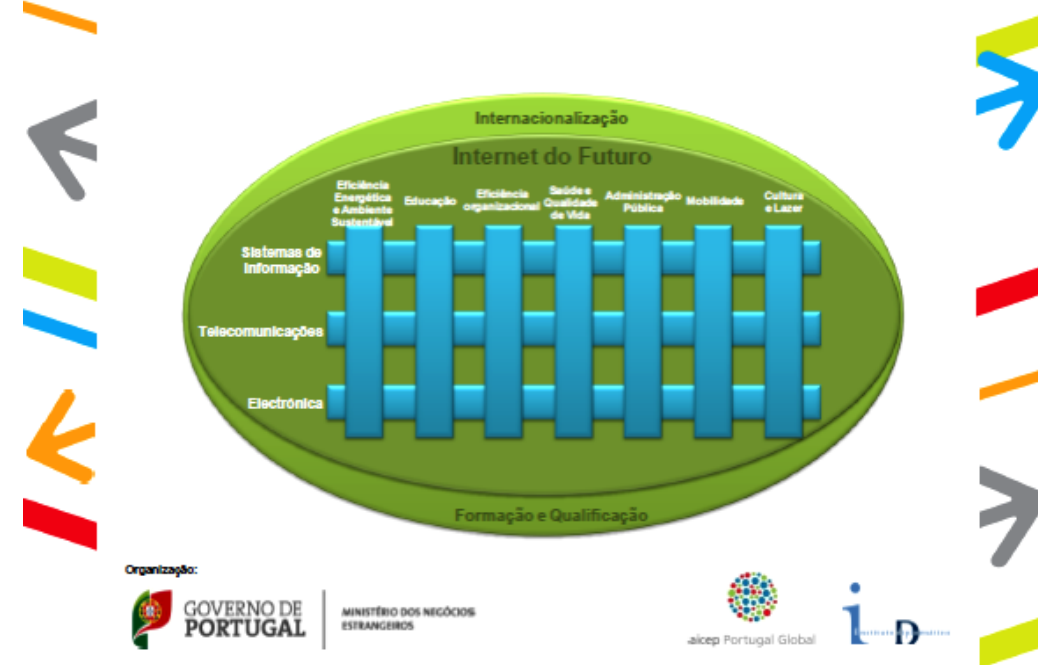 Internacionalização
Internet do Futuro
Eficiência
Energética
e Ambiente
Sustentável
Educação
Eficiência
organizacional
Saúde e
Qualidade
de Vida
Administração
Pública
Mobilidade
Cultura
e Lazer
Sistemas de
Informação
Telecomunicações
Electrónica
Formação e Qualificação
Organização:
GOVERNO DE
PORTUGAL
MINISTÉRIO DOS NEGÓCIOS
ESTRANGEIROS
aicep Portugal Global
i
D